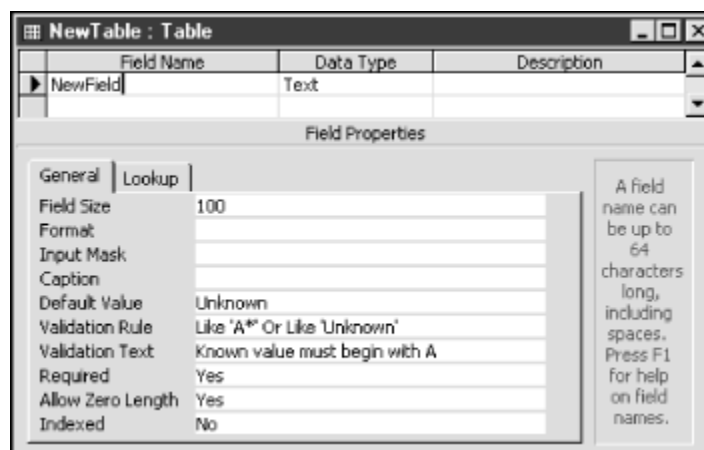 NewTable : Table
Field Name Data Type Description
NewField Text
Field Properties
General Lookup
Field Size 100
Format
Input Mask
Caption
Default Value Unknown
Validation Rule Like 'A*' Or Like 'Unknown'
Validation Text Known value must begin with A
Required Yes
Allow Zero Length Yes
Indexed No
A field
name can
be up to
64
characters
long,
including
spaces.
Press F1
for help
on field
names.